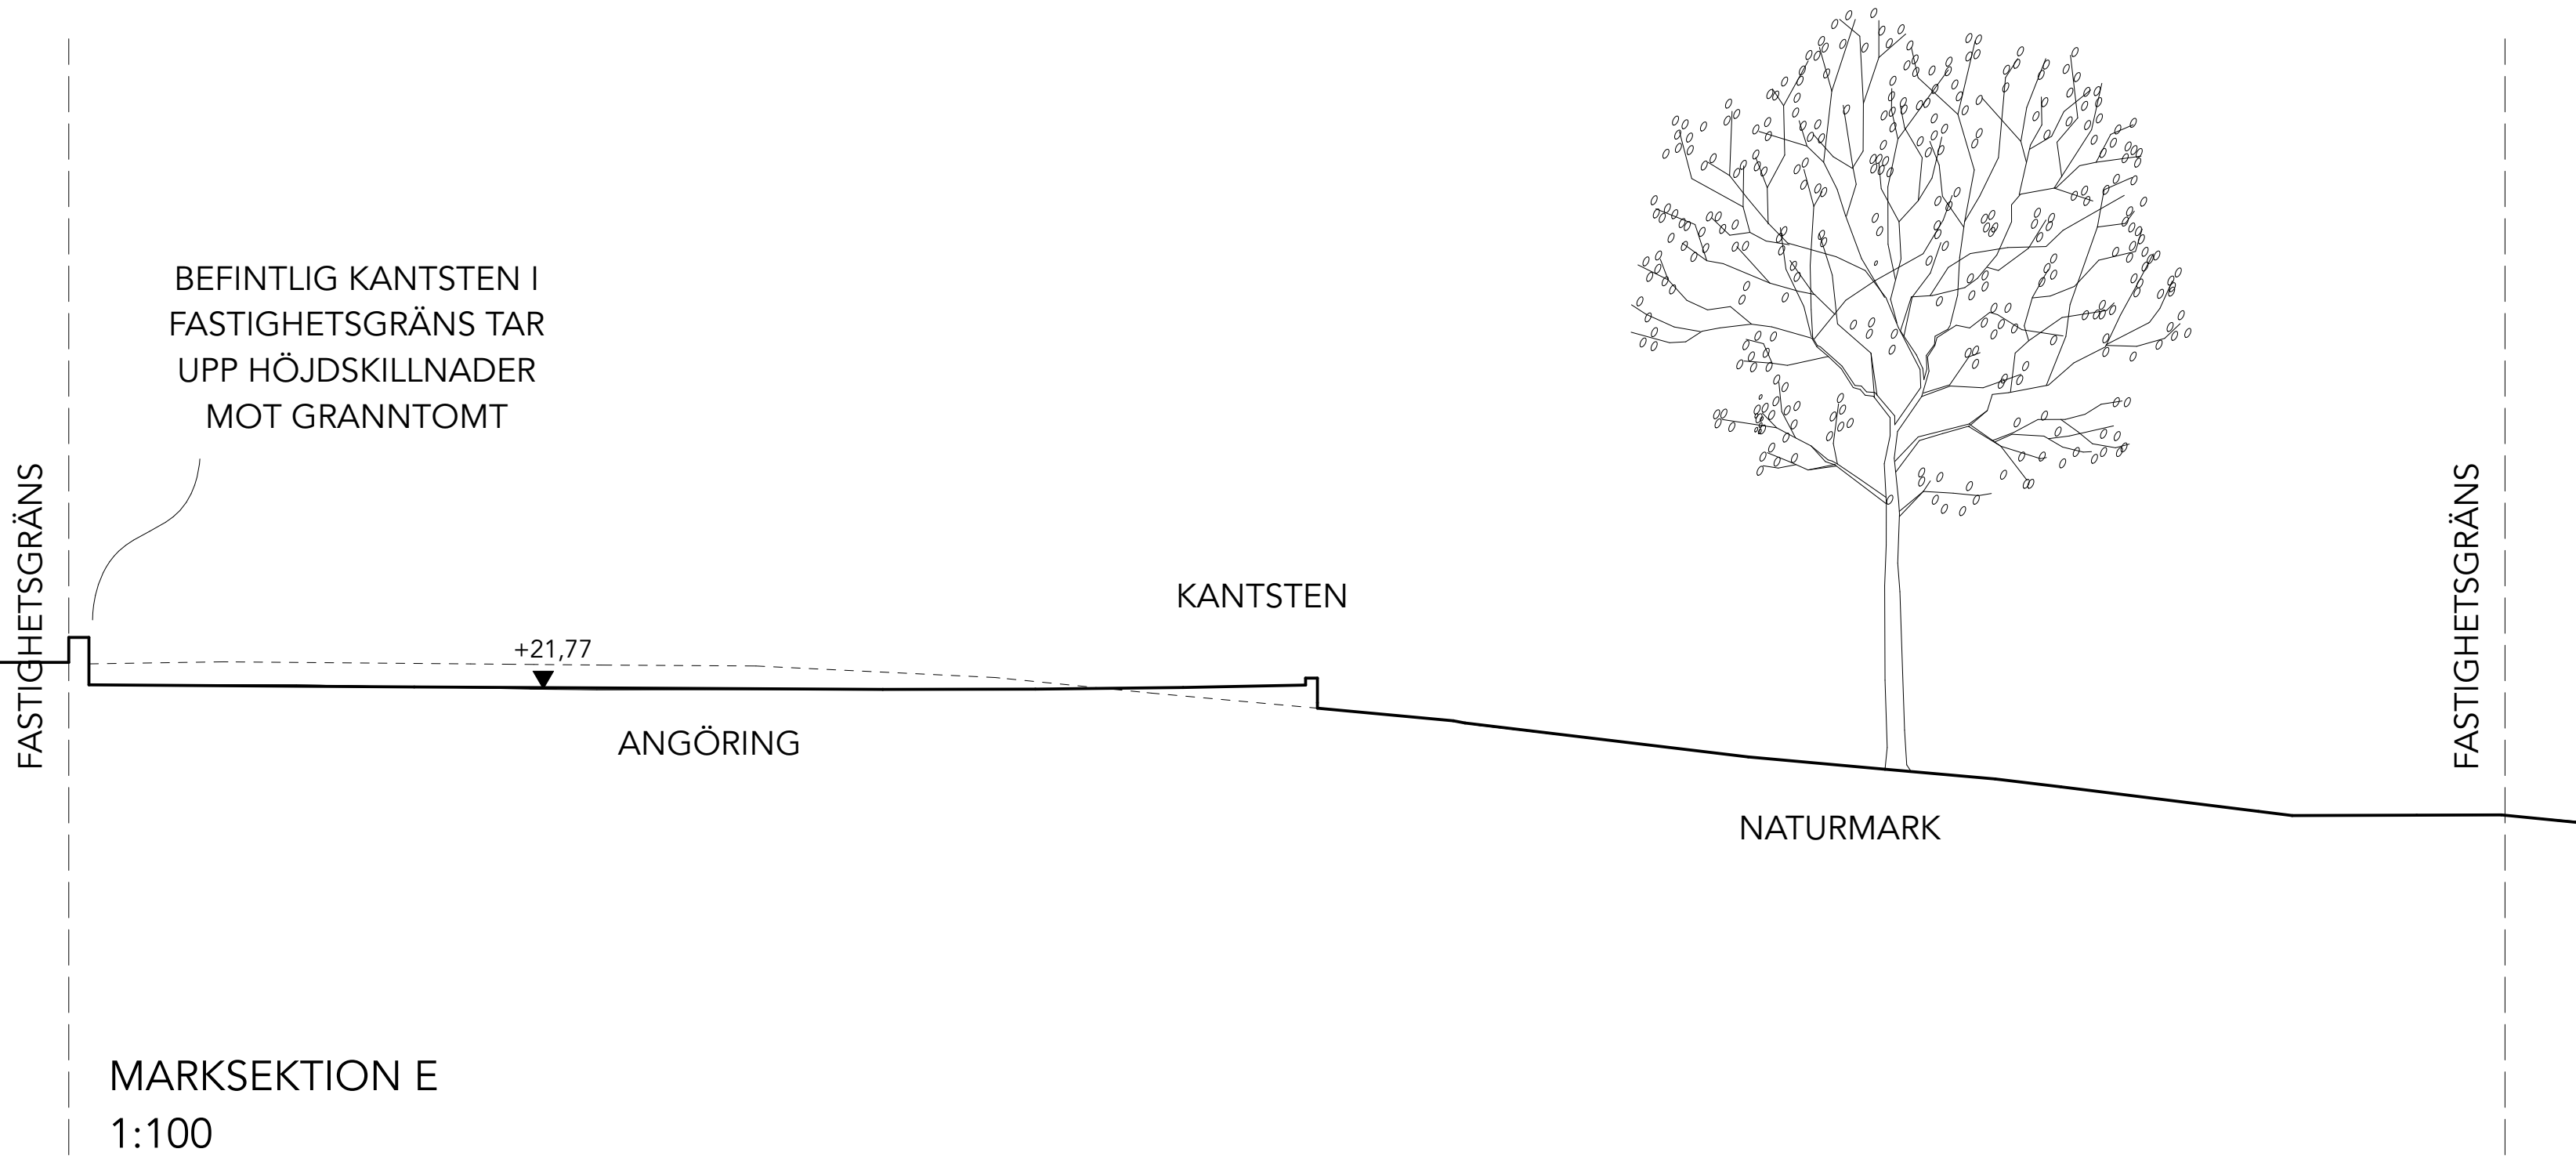 BEFINTLIG KANTSTEN I
FASTIGHETSGRÄNS TAR
UPP HÖJDSKILLNADER
MOT GRANNTOMT
FASTIGHETSGRÄNS
FASTIGHETSGRÄNS
KANTSTEN
+21,77
ANGÖRING
NATURMARK
MARKSEKTION E
1:100